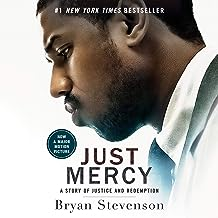 #1 NEW YORK TIMES BESTSELLER
NOW
A MAJOR
MOTION
PICTURE
JUST
MERCY
A STORY OF JUSTICE AND REDEMPTION
Bryan Stevenson